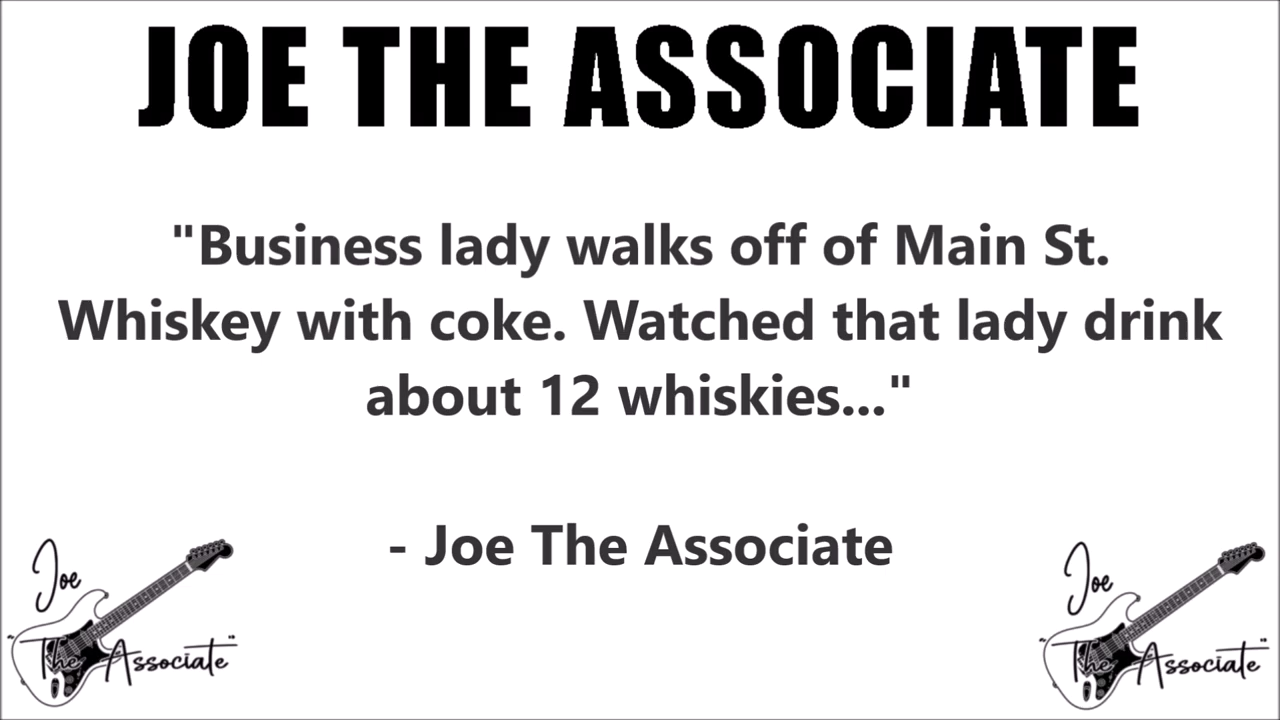 JOE THE ASSOCIATE
"Business lady walks off of Main St.
Whiskey with coke. Watched that lady drink
about 12 whiskies..."
- Joe The Associate
Joe
"The Associate"
Joe
"The Associate"